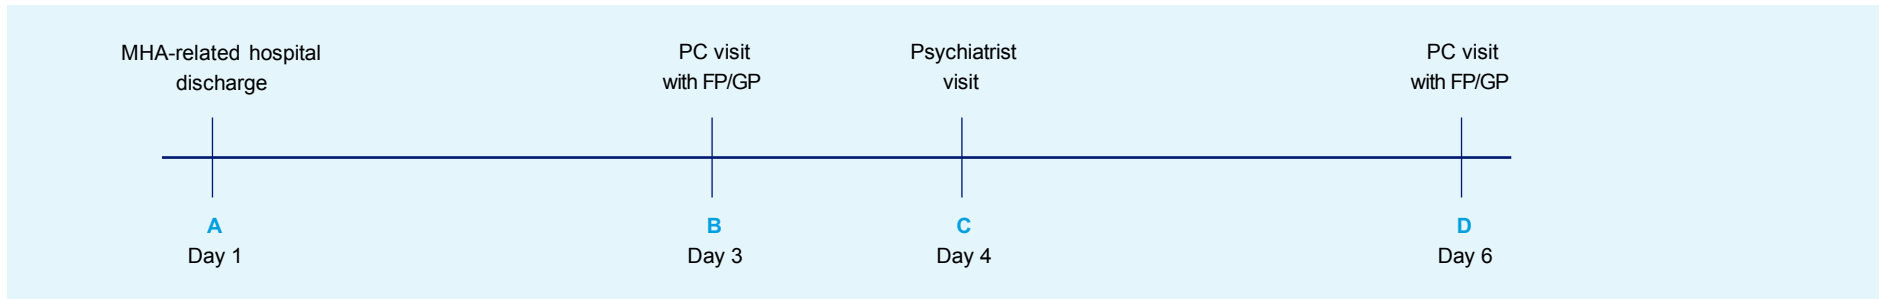 MHA-related hospital
discharge
PC visit
with FP/GP
Psychiatrist
visit
PC visit
with FP/GP
A
Day 1
B
Day 3
C
Day 4
D
Day 6